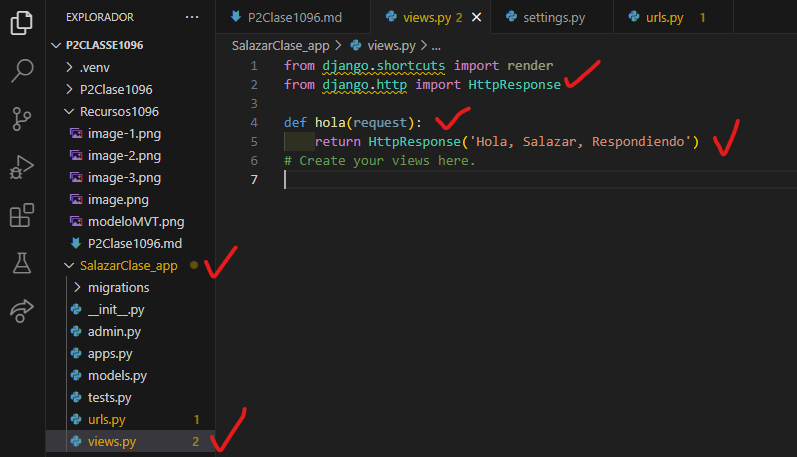 EXPLORADOR ...
P2Clase1096.md
views.py 2
settings.py
urls.py 1
P2CLASSE1096
.venv
P2Clase1096
Recursos1096
image-1.png
image-2.png
image-3.png
image.png
modeloMVT.png
P2Clase1096.md
SalazarClase_app
migrations
__init__.py
admin.py
apps.py
models.py
tests.py
urls.py 1
views.py 2
SalazarClase_app > views.py > ...
1 from django.shortcuts import render
2 from django.http import HttpResponse
3
4 def hola(request):
5 return HttpResponse('Hola, Salazar, Respondiendo')
6 # Create your views here.
7